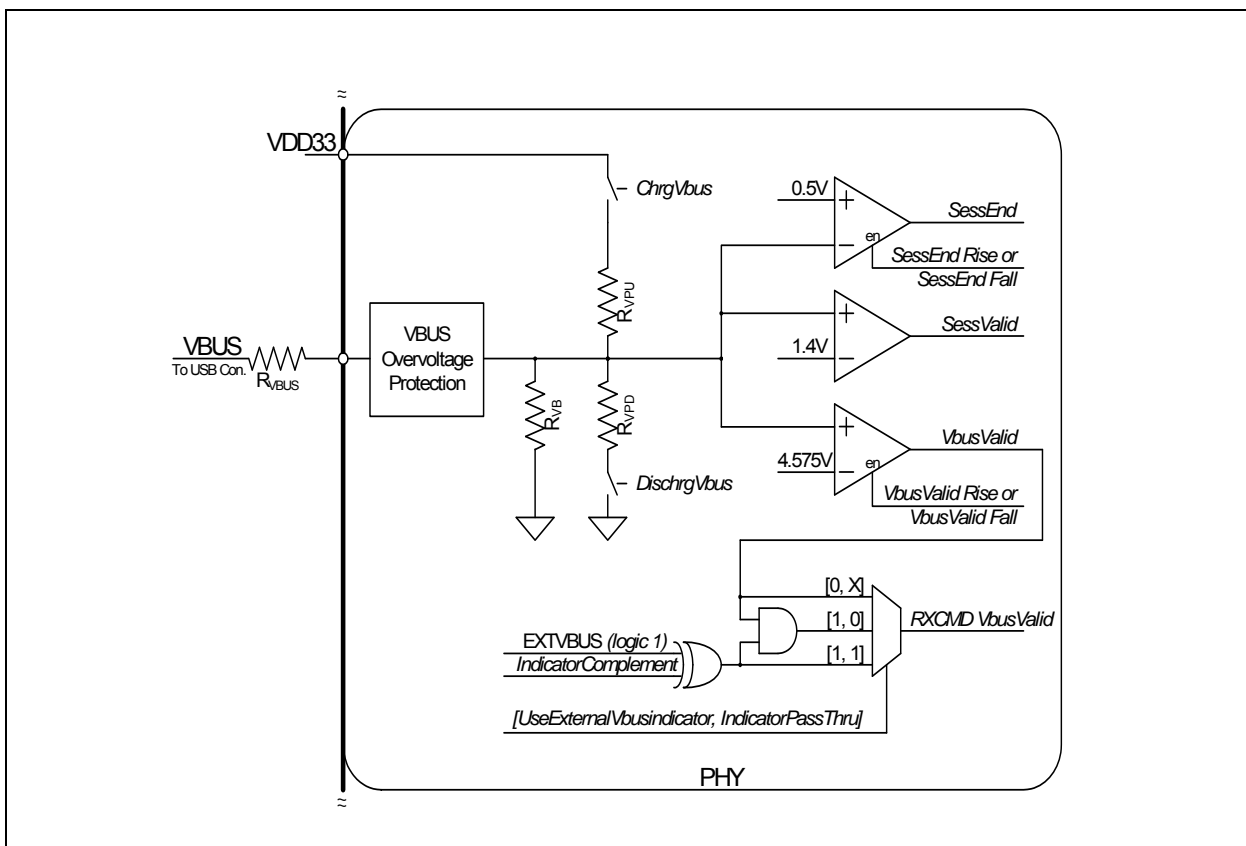 ≈
VDD33
ChrgVbus
0.5V
+
SessEnd
−
en
SessEnd Rise or
SessEnd Fall
RVPU
VBUS
To USB Con.
RVBUS
VBUS
Overvoltage
Protection
+
SessValid
1.4V
−
RVB
RVPD
+
VbusValid
4.575V
−
en
DischrgVbus
VbusValid Rise or
VbusValid Fall
[0, X]
[1, 0]
RXCMD VbusValid
EXTVBUS (logic 1)
[1, 1]
IndicatorComplement
[UseExternalVbusindicator, IndicatorPassThru]
PHY
≈